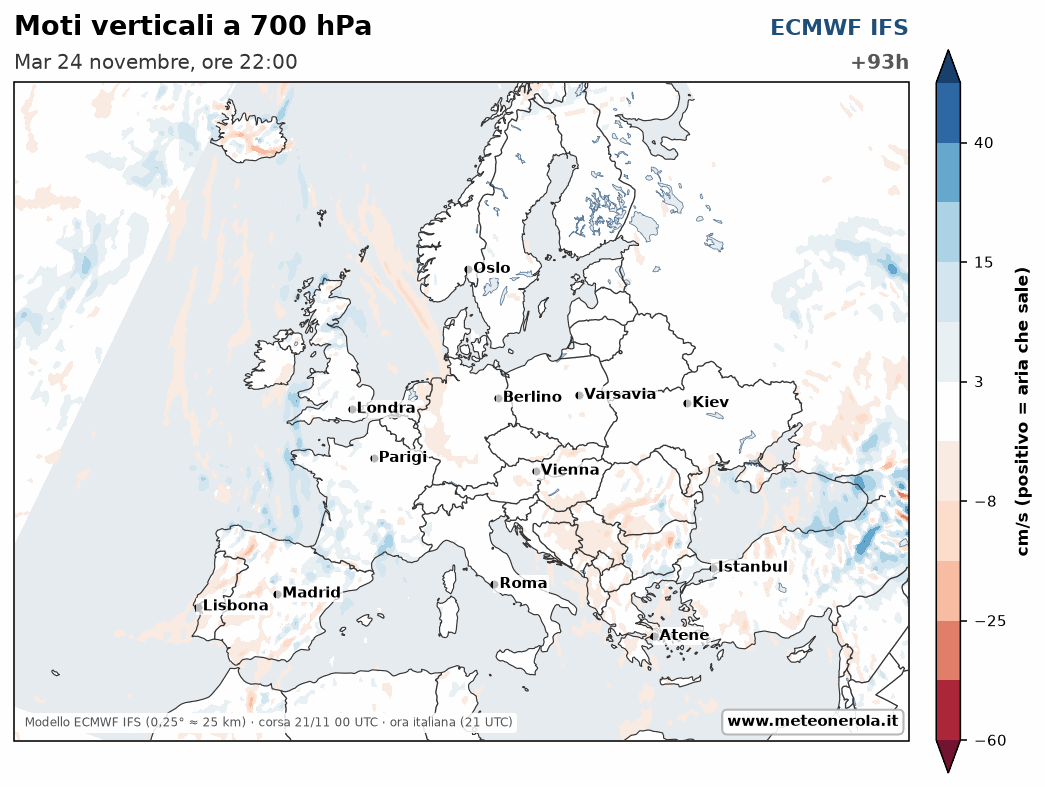 Moti verticali a 700 hPa
ECMWF IFS
Mar 24 novembre, ore 22:00
+93h
40
15
3
−8
−25
−60
cm/s (positivo = aria che sale)
Oslo
Berlino
Varsavia
Kiev
Londra
Parigi
Vienna
Istanbul
Roma
Madrid
Lisbona
Atene
Modello ECMWF IFS (0,25° ≈ 25 km) · corsa 21/11 00 UTC · ora italiana (21 UTC)
www.meteonerola.it